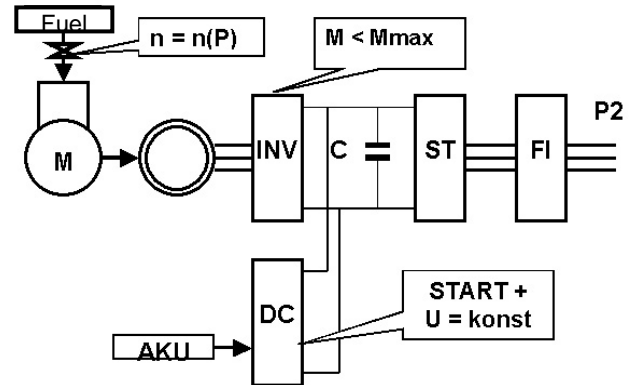 Fuel
n = n(P)
M < Mmax
P2
M
INV
C
ST
FI
DC
START +
U = konst
AKU